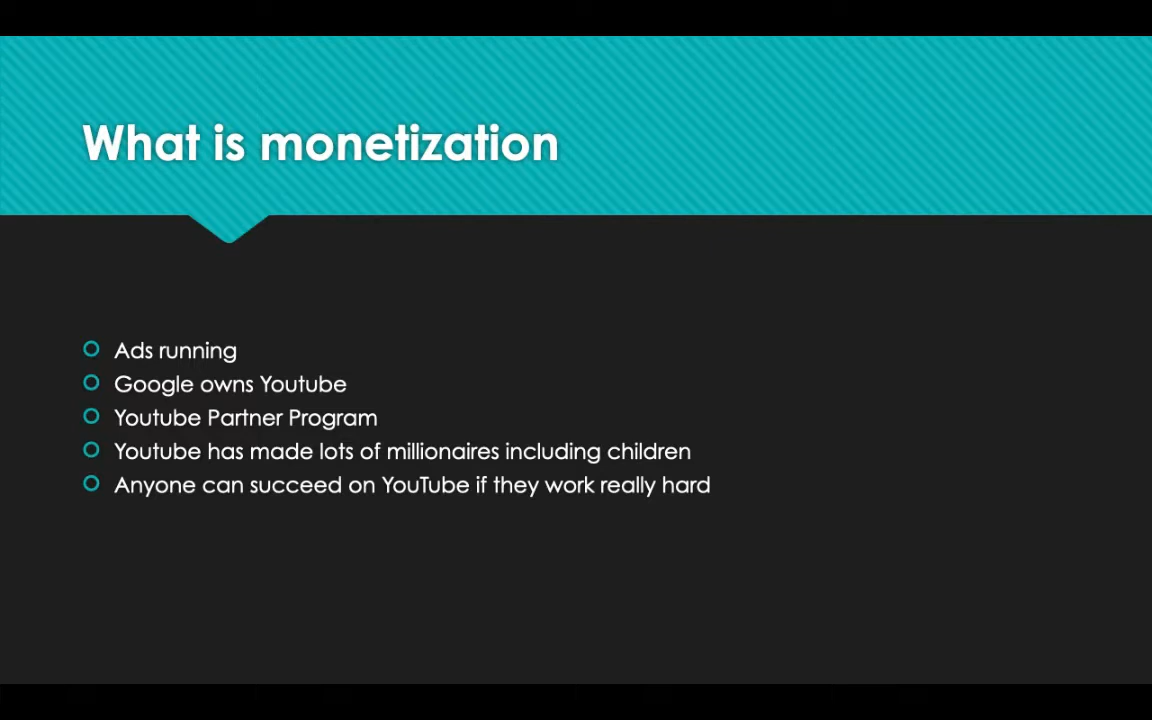 What is monetization
Ads running
Google owns Youtube
Youtube Partner Program
Youtube has made lots of millionaires including children
Anyone can succeed on YouTube if they work really hard